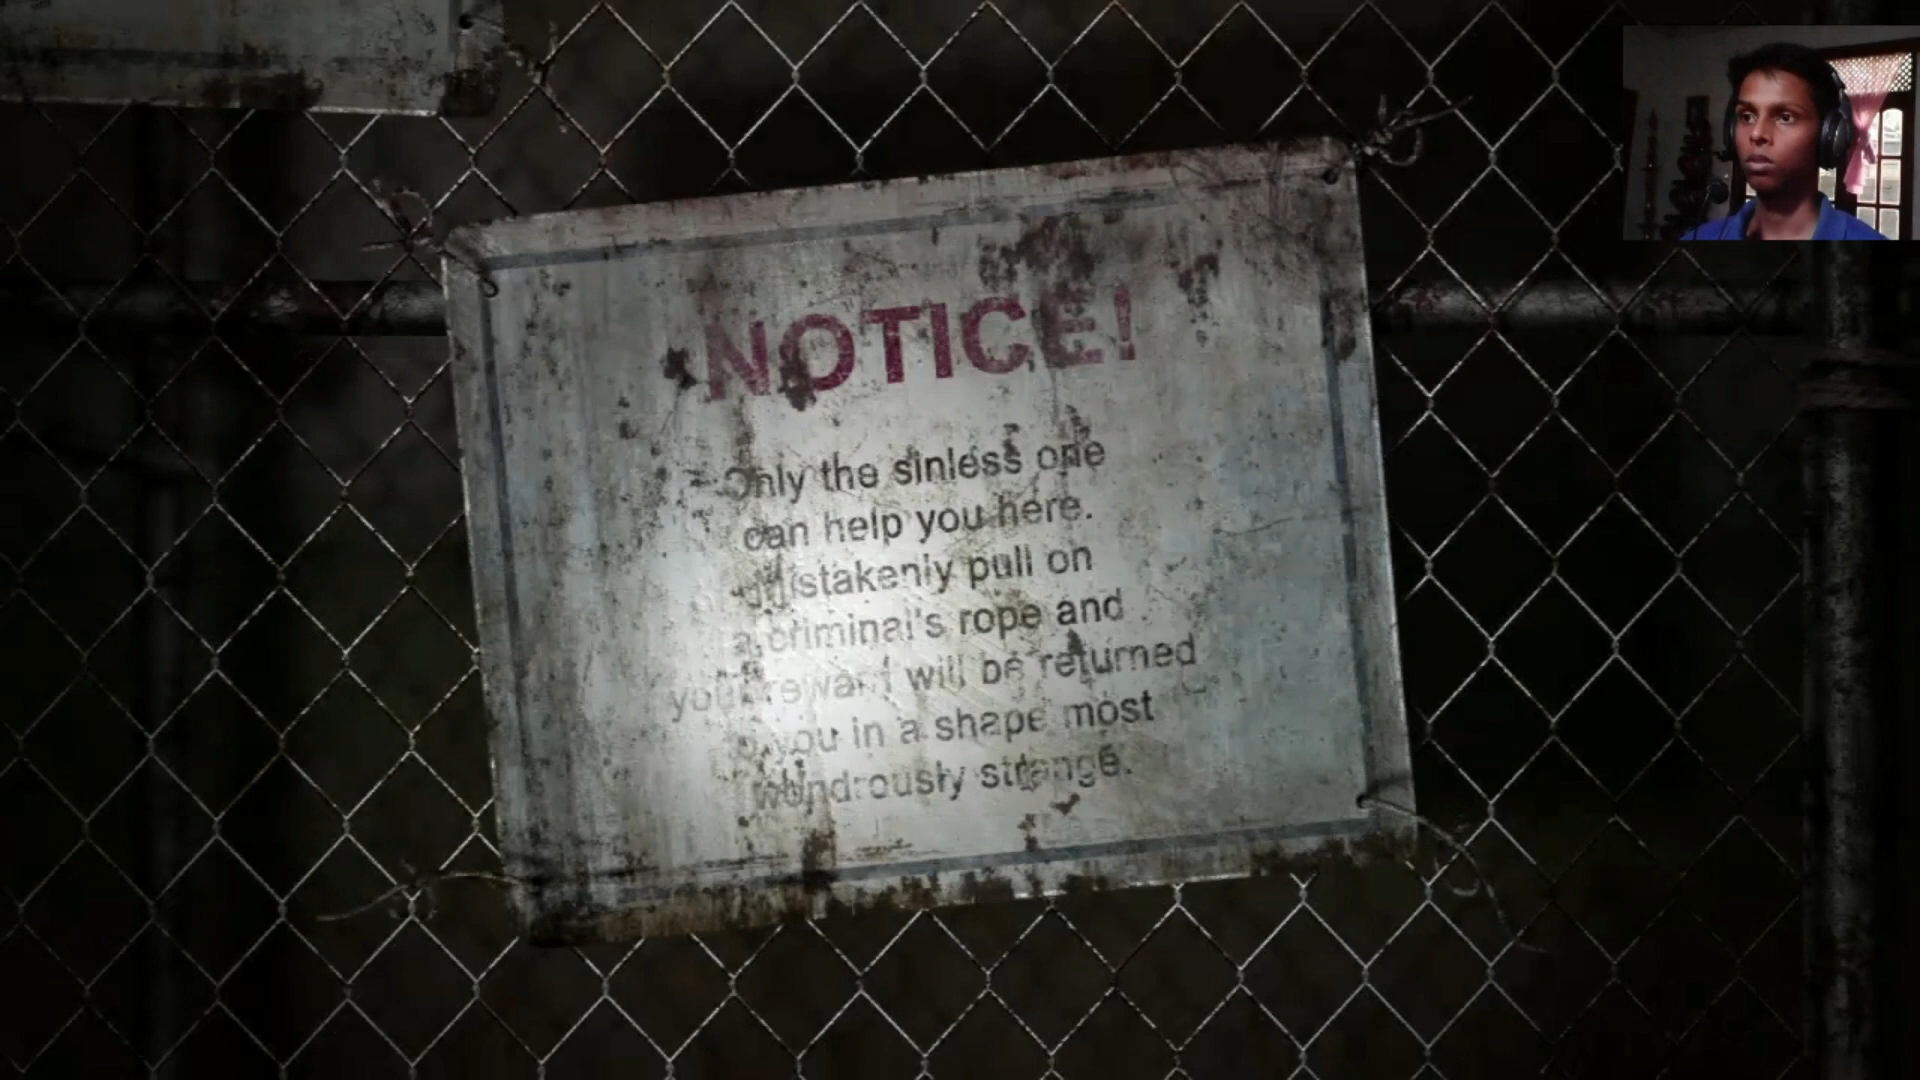 NOTICE!
Only the sinless one
can help you here.
Mistakenly pull on
a criminal's rope and
your reward will be returned
to you in a shape most
wondrously strange.